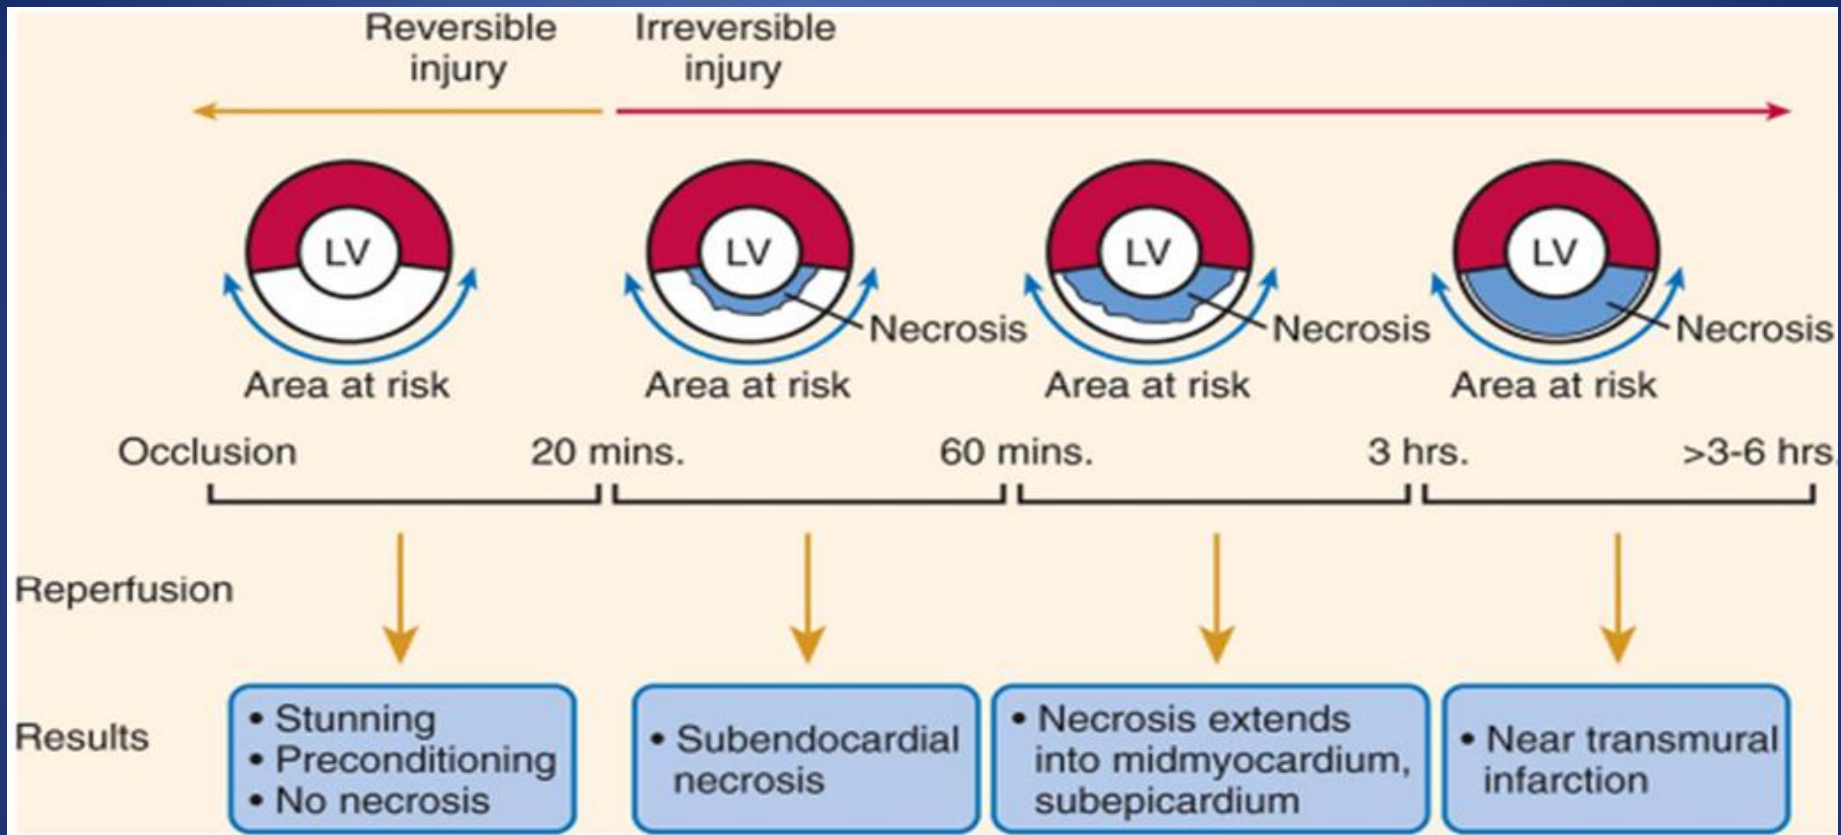 Reversible
injury
Irreversible
injury
LV
LV
LV
LV
Necrosis
Necrosis
Necrosis
Area at risk
Area at risk
Area at risk
Area at risk
Occlusion
20 mins.
60 mins.
3 hrs.
>3-6 hrs.
Reperfusion
Results
• Stunning
• Preconditioning
• No necrosis
• Subendocardial
necrosis
• Necrosis extends
into midmyocardium,
subepicardium
• Near transmural
infarction